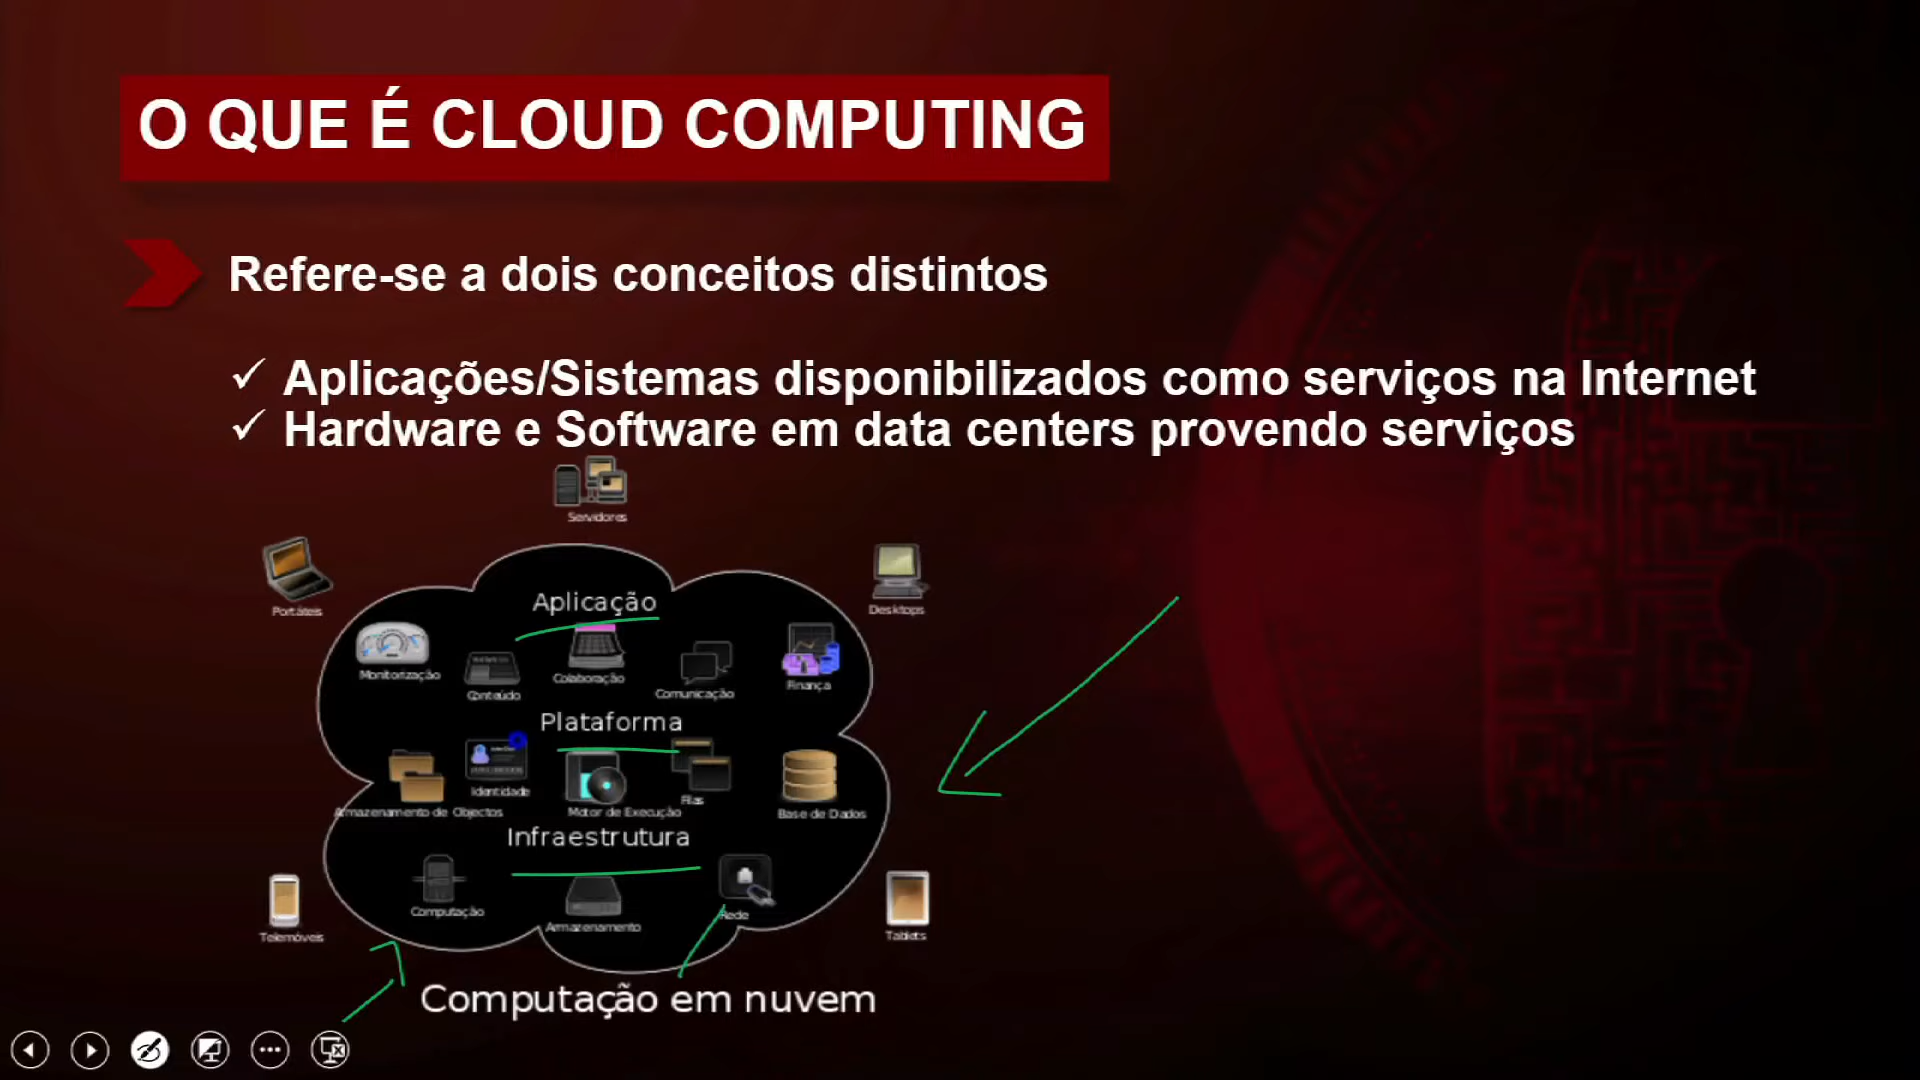 O QUE É CLOUD COMPUTING
Refere-se a dois conceitos distintos
✓ Aplicações/Sistemas disponibilizados como serviços na Internet
✓ Hardware e Software em data centers provendo serviços
Servidores
Portáteis
Desktops
Aplicação
Monitorização
Conteúdo
Colaboração
Comunicação
Finança
Plataforma
Armazenamento de Objectos
Identidade
Motor de Execução
Filas
Base de Dados
Infraestrutura
Computação
Armazenamento
Rede
Telemóveis
Tablets
Computação em nuvem